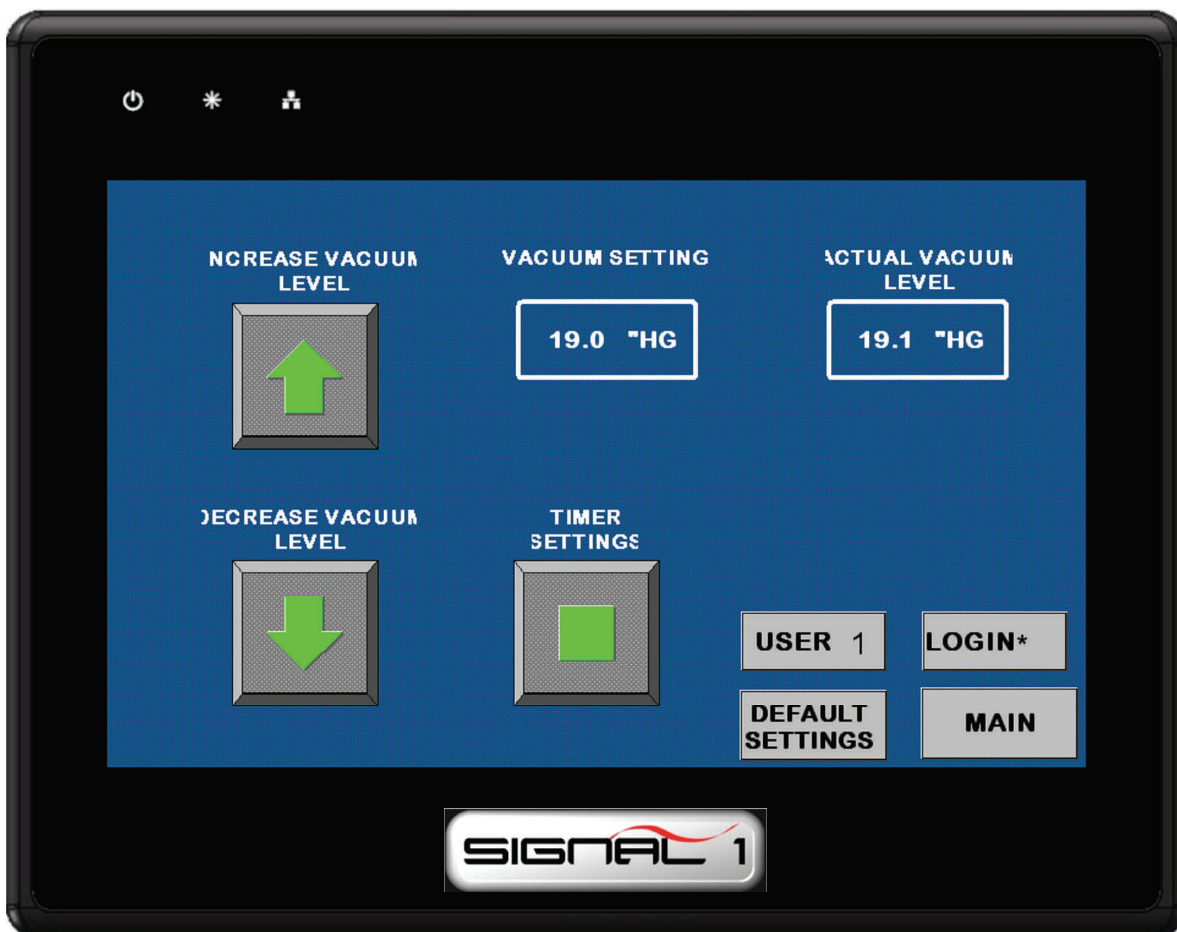 NCREASE VACUUM
LEVEL
VACUUM SETTING
ACTUAL VACUUM
LEVEL
19.0 "HG
19.1 "HG
DECREASE VACUUM
LEVEL
TIMER
SETTINGS
USER 1
LOGIN*
DEFAULT
SETTINGS
MAIN
SIGNAL 1